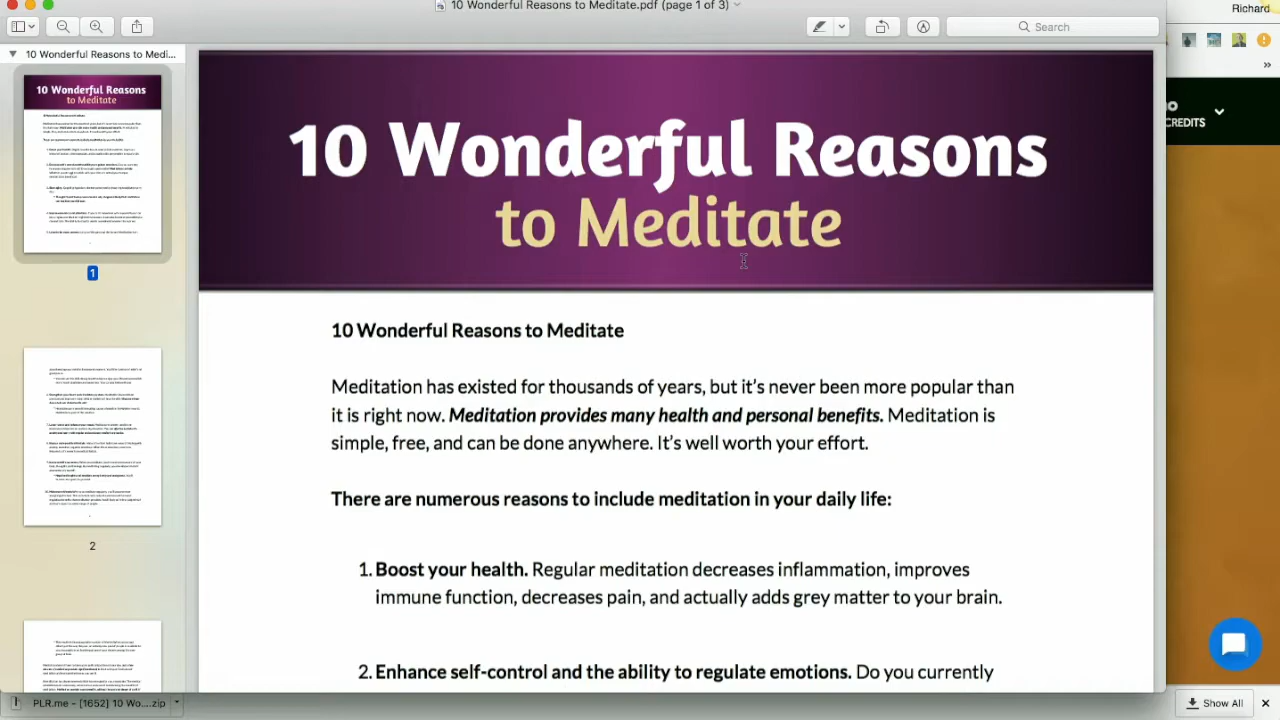 10 Wonderful Reasons to Meditate.pdf (page 1 of 3)
Richard
Search
10 Wonderful Reasons to Medi...
10 Wonderful Reasons
to Meditate
1
2
10 Wonderful Reasons
to Meditate
10 Wonderful Reasons to Meditate
Meditation has existed for thousands of years, but it's never been more popular than
it is right now. Meditation provides many health and personal benefits. Meditation is
simple, free, and can be done anywhere. It's well worth your effort.
There are numerous reasons to include meditation in your daily life:
1. Boost your health. Regular meditation decreases inflammation, improves
immune function, decreases pain, and actually adds grey matter to your brain.
2. Enhance self-control and the ability to regulate your emotions. Do you currently
CREDITS
PLR.me - [1652] 10 Wo....zip
Show All